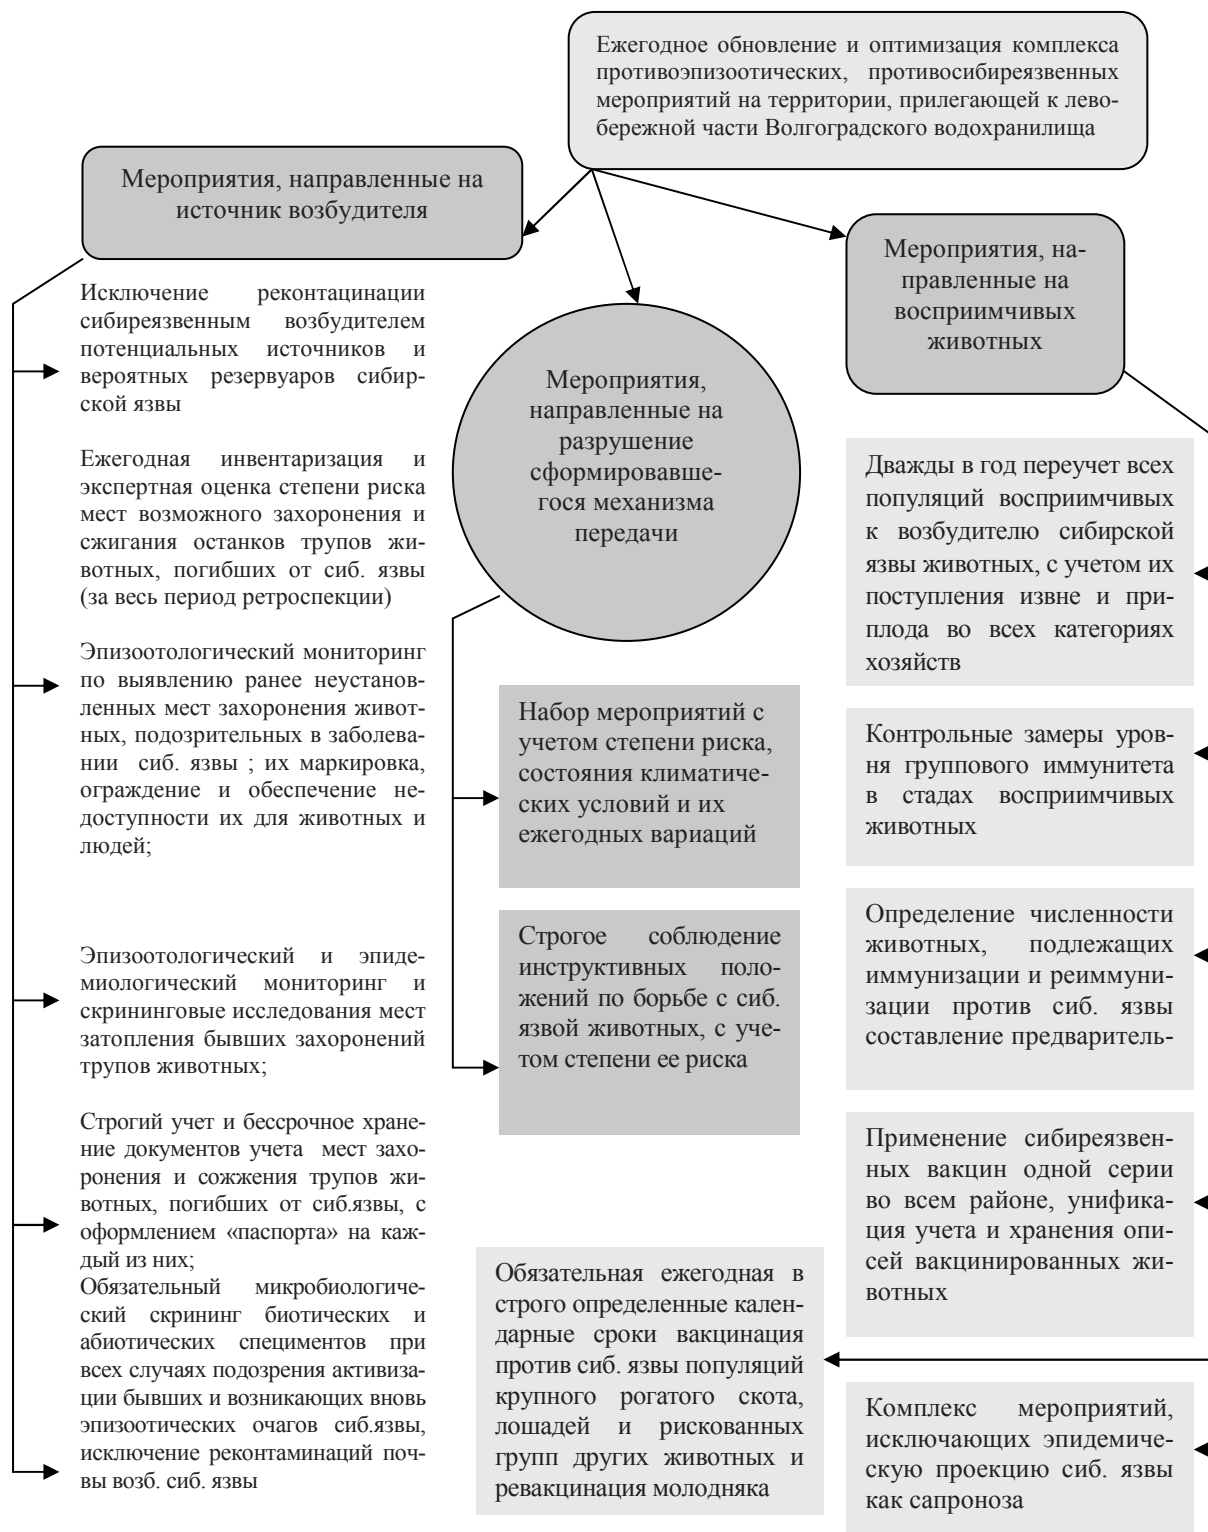 Ежегодное обновление и оптимизация комплекса
противоэпизоотических, противосибиреязвенных
мероприятий на территории, прилегающей к лево-
бережной части Волгоградского водохранилища
Мероприятия, направленные на
источник возбудителя
Исключение реконтацинации
сибиреязвенным возбудителем
потенциальных источников и
вероятных резервуаров сибир-
ской язвы
Ежегодная инвентаризация и
экспертная оценка степени риска
мест возможного захоронения и
сжигания останков трупов жи-
вотных, погибших от сиб. язвы
(за весь период ретроспекции)
Эпизоотологический мониторинг
по выявлению ранее неустанов-
ленных мест захоронения живот-
ных, подозрительных в заболева-
нии сиб. язвы ; их маркировка,
ограждение и обеспечение не-
доступности их для животных и
людей;
Эпизоотологический и эпиде-
миологический мониторинг и
скрининговые исследования мест
затопления бывших захоронений
трупов животных;
Строгий учет и бессрочное хране-
ние документов учета мест захо-
ронения и сожжения трупов жи-
вотных, погибших от сиб.язвы, с
оформлением «паспорта» на каж-
дый из них;
Обязательный микробиологиче-
ский скрининг биотических и
абиотических специментов при
всех случаях подозрения активиза-
ции бывших и возникающих вновь
эпизоотических очагов сиб.язвы,
исключение реконтаминаций поч-
вы возб. сиб. язвы
Мероприятия,
направленные на
разрушение
сформировавше-
гося механизма
передачи
Набор мероприятий с
учетом степени риска,
состояния климатиче-
ских условий и их
ежегодных вариаций
Строгое соблюдение
инструктивных поло-
жений по борьбе с сиб.
язвой животных, с уче-
том степени ее риска
Мероприятия, на-
правленные на
восприимчивых
животных
Дважды в год переучет всех
популяций восприимчивых
к возбудителю сибирской
язвы животных, с учетом их
поступления извне и при-
плода во всех категориях
хозяйств
Контрольные замеры уров-
ня группового иммунитета
в стадах восприимчивых
животных
Определение численности
животных, подлежащих
иммунизации и реиммуни-
зации против сиб. язвы
составление предваритель-
Применение сибиреязвен-
ных вакцин одной серии
во всем районе, унифика-
ция учета и хранения опи-
сей вакцинированных жи-
вотных
Обязательная ежегодная в
строго определенные кален-
дарные сроки вакцинация
против сиб. язвы популяций
крупного рогатого скота,
лошадей и рискованных
групп других животных и
ревакцинация молодняка
Комплекс мероприятий,
исключающих эпидемиче-
скую проекцию сиб. язвы
как сапроноза